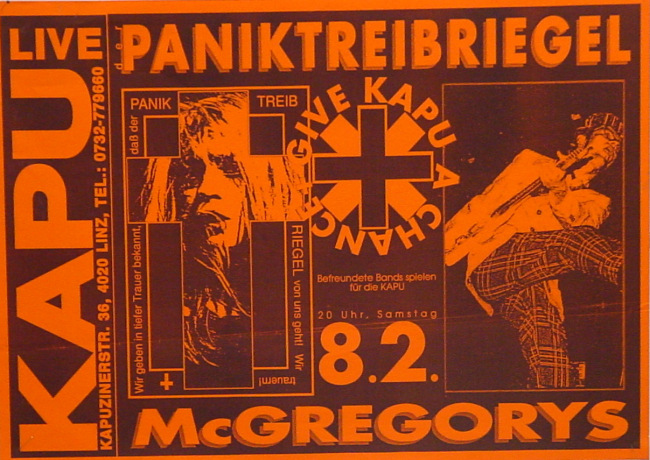 LIVE
KAPU
KAPUZINERSTR. 36, 4020 LINZ, TEL.: 0732-779660
der
PANIKTREIBRIEGEL
Wir geben in tiefer Trauer bekannt,
daß der
PANIK
TREIB
RIEGEL von uns geht! Wir
trauern!
GIVE KAPU A CHANCE
Befreundete Bands spielen
für die KAPU
20 Uhr, Samstag
8.2.
McGREGORYS